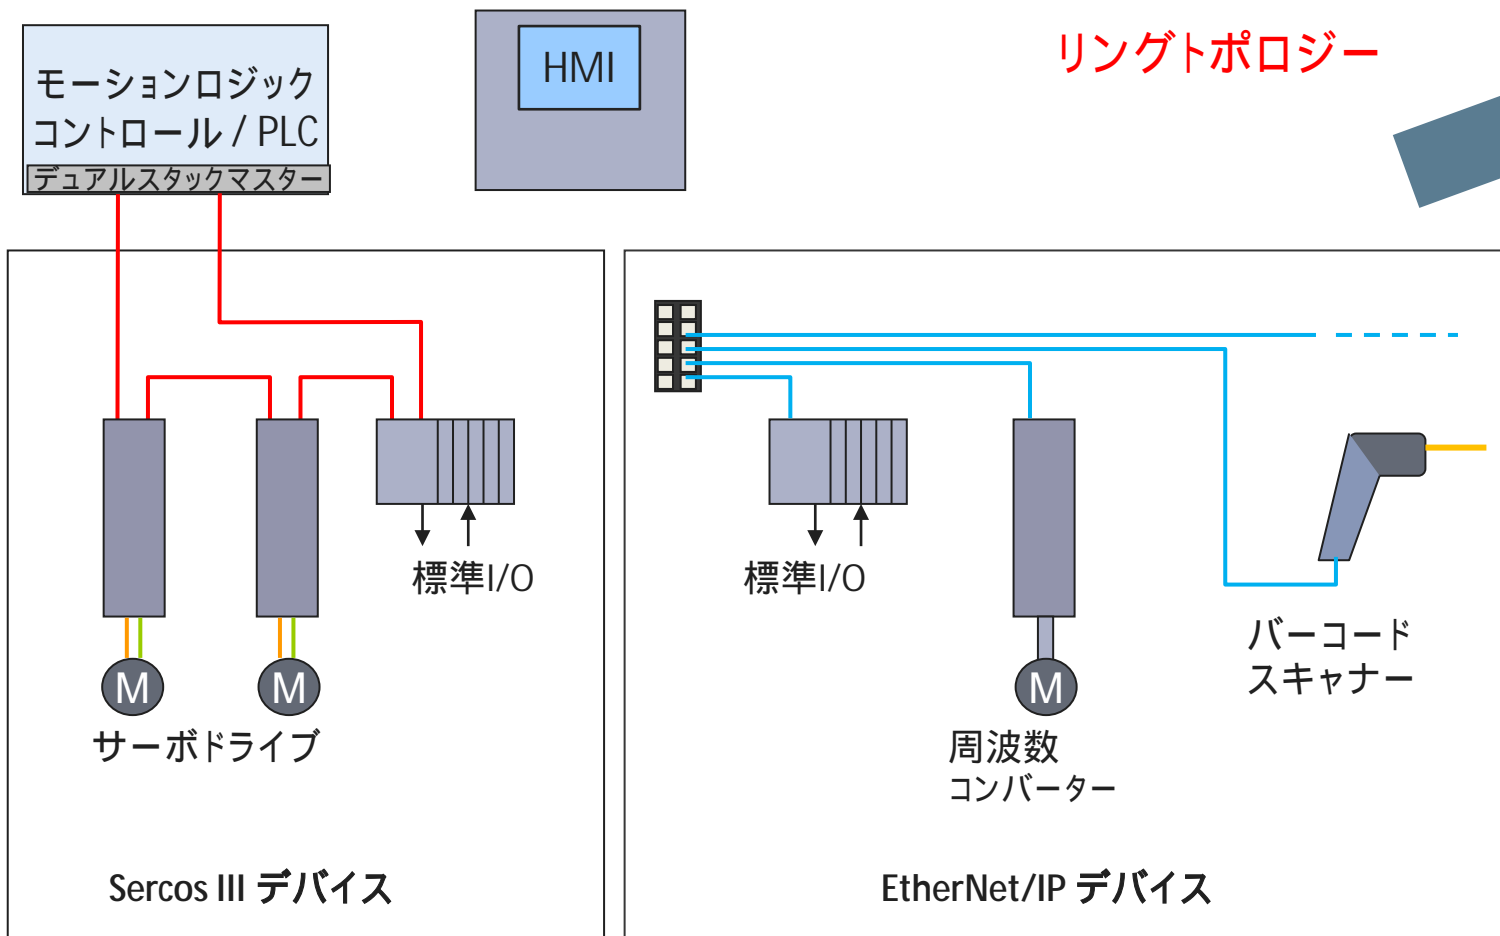 モーションロジック
コントロール / PLC
デュアルスタックマスター
HMI
リングトポロジー
標準I/O
標準I/O
M
M
M
サーボドライブ
周波数
コンバーター
バーコード
スキャナー
Sercos III デバイス
EtherNet/IP デバイス